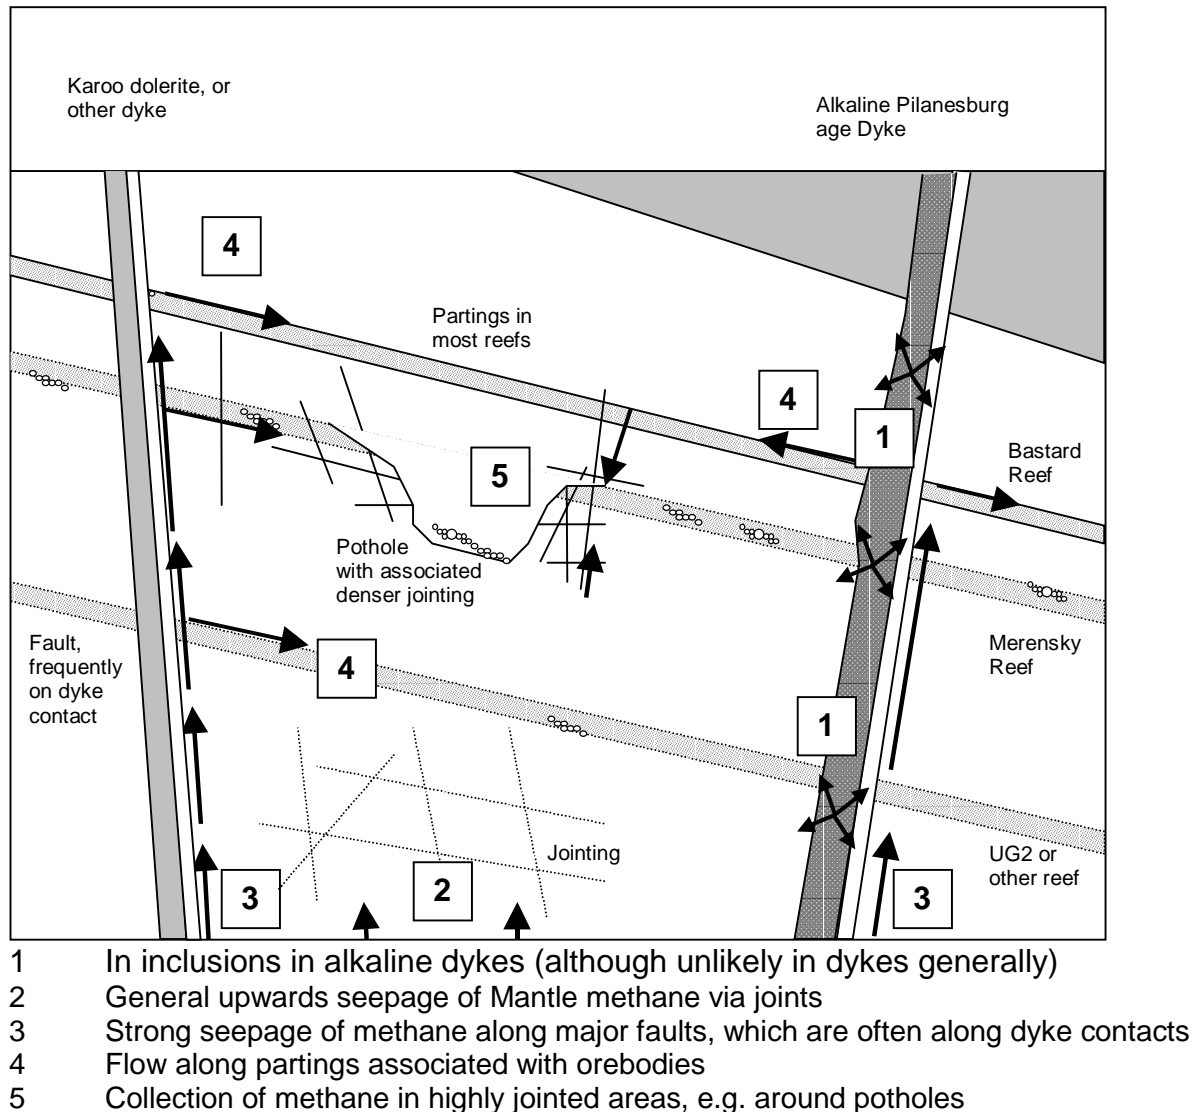 Karoo dolerite, or
other dyke
Alkaline Pilanesburg
age Dyke
4
Partings in
most reefs
4
1
Bastard
Reef
5
Pothole
with associated
denser jointing
Fault,
frequently
on dyke
contact
4
Merensky
Reef
1
Jointing
UG2 or
other reef
3
2
3
1 In inclusions in alkaline dykes (although unlikely in dykes generally)
2 General upwards seepage of Mantle methane via joints
3 Strong seepage of methane along major faults, which are often along dyke contacts
4 Flow along partings associated with orebodies
5 Collection of methane in highly jointed areas, e.g. around potholes